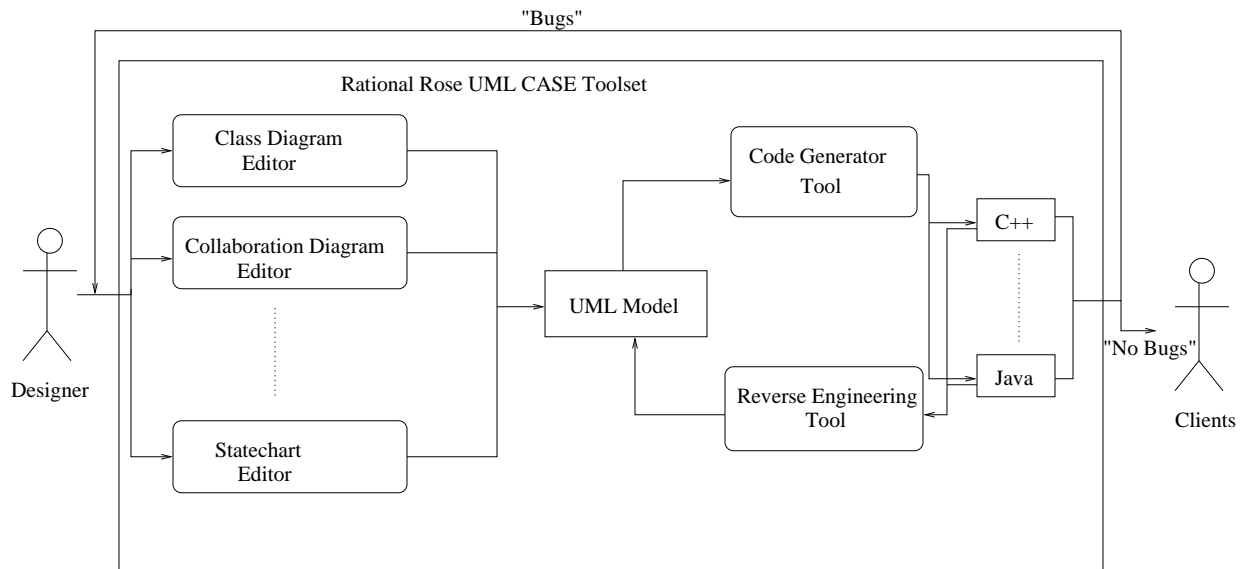 "Bugs"
Rational Rose UML CASE Toolset
Class Diagram
Editor
Code Generator
Tool
C++
Collaboration Diagram
Editor
UML Model
"No Bugs"
Designer
Java
Reverse Engineering
Tool
Clients
Statechart
Editor